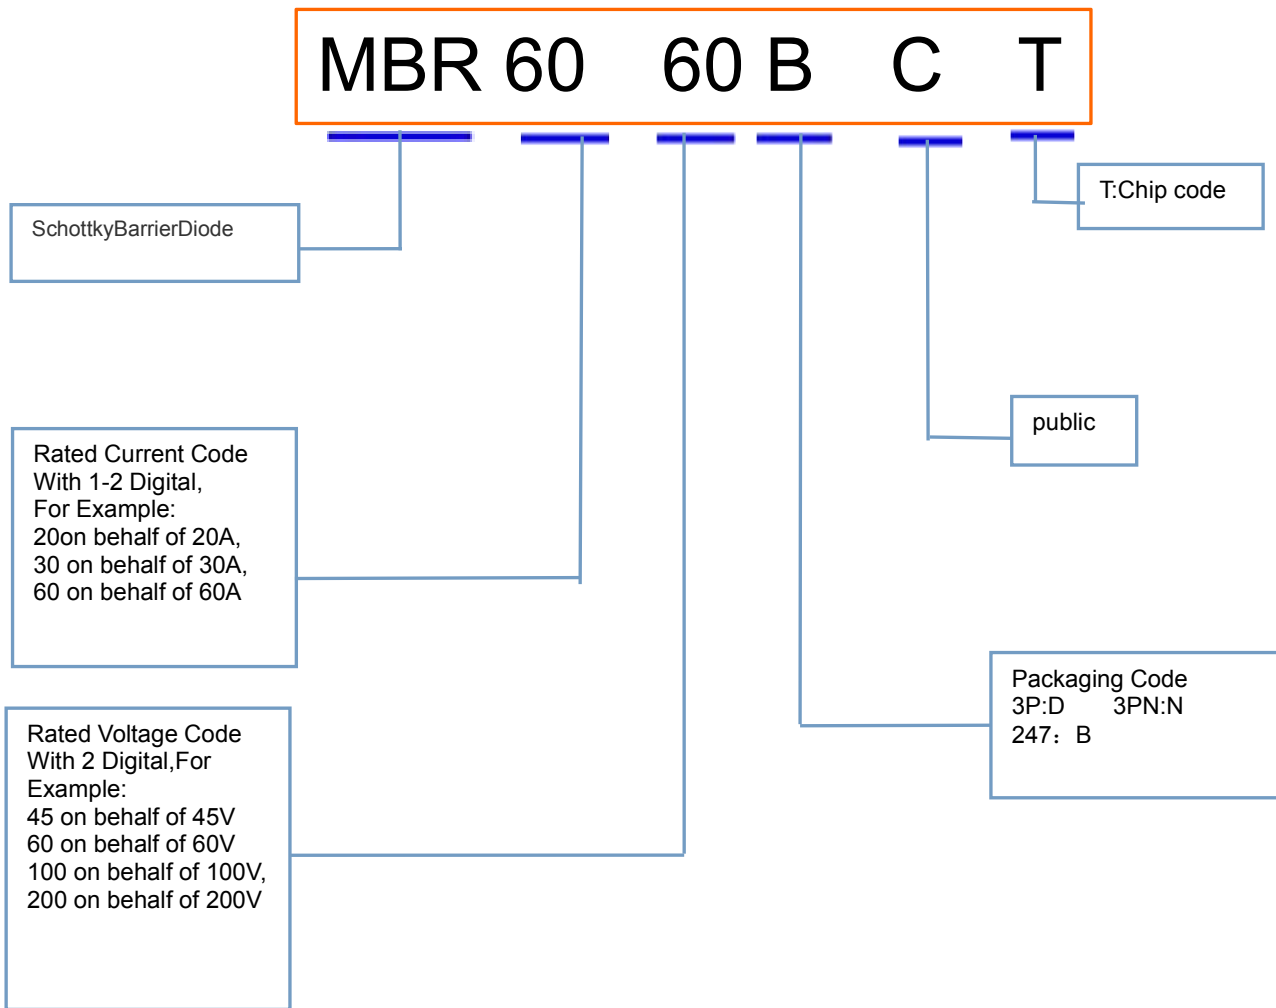 MBR 60 60 B C T
T:Chip code
SchottkyBarrierDiode
public
Rated Current Code
With 1-2 Digital,
For Example:
20on behalf of 20A,
30 on behalf of 30A,
60 on behalf of 60A
Packaging Code
3P:D 3PN:N
247：B
Rated Voltage Code
With 2 Digital,For
Example:
45 on behalf of 45V
60 on behalf of 60V
100 on behalf of 100V,
200 on behalf of 200V